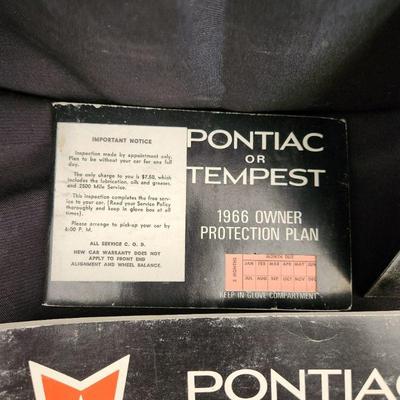 IMPORTANT NOTICE
Inspection made by appointment only.
Plan to be without your car for one full
day.
The only charge to you is $7.50, which
includes the lubrication, oils and greases,
and 2500 Mile Service.
This inspection completes the free serv-
ice to your car. (Read your Service Policy
thoroughly and keep in glove box at all
times).
Please arrange to pick-up your car by
6:00 P. M.
ALL SERVICE C. O. D.
NEW CAR WARRANTY DOES NOT
APPLY TO FRONT END
ALIGNMENT AND WHEEL BALANCE.
PONTIAC
OR
TEMPEST
1966 OWNER
PROTECTION PLAN
MONTH DUE
JAN FEB MAR APR MAY JUN
JUL AUG SEP OCT NOV DEC
KEEP IN GLOVE COMPARTMENT
PONTIAC